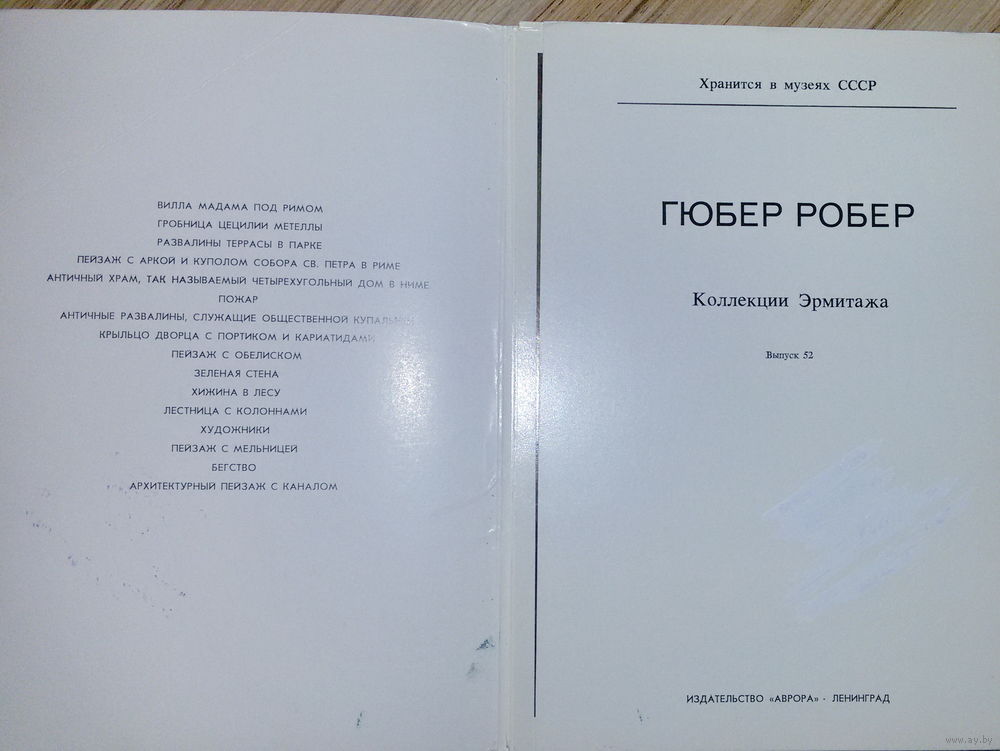 ВИЛЛА МАДАМА ПОД РИМОМ
ГРОБНИЦА ЦЕЦИЛИИ МЕТЕЛЛЫ
РАЗВАЛИНЫ ТЕРРАСЫ В ПАРКЕ
ПЕЙЗАЖ С АРКОЙ И КУПОЛОМ СОБОРА СВ. ПЕТРА В РИМЕ
АНТИЧНЫЙ ХРАМ, ТАК НАЗЫВАЕМЫЙ ЧЕТЫРЕХУГОЛЬНЫЙ ДОМ В НИМЕ
ПОЖАР
АНТИЧНЫЕ РАЗВАЛИНЫ, СЛУЖАЩИЕ ОБЩЕСТВЕННОЙ
КРЫЛЬЦО ДВОРЦА С ПОРТИКОМ И КАРИАТИДАМИ
ПЕЙЗАЖ С ОБЕЛИСКОМ
ЗЕЛЕНАЯ СТЕНА
ХИЖИНА В ЛЕСУ
ЛЕСТНИЦА С КОЛОННАМИ
ХУДОЖНИКИ
ПЕЙЗАЖ С МЕЛЬНИЦЕЙ
БЕГСТВО
АРХИТЕКТУРНЫЙ ПЕЙЗАЖ С КАНАЛОМ
Хранится в музеях СССР
ГЮБЕР РОБЕР
Коллекции Эрмитажа
Выпуск 52
ИЗДАТЕЛЬСТВО «АВРОРА» · ЛЕНИНГРАД
www.ay.by